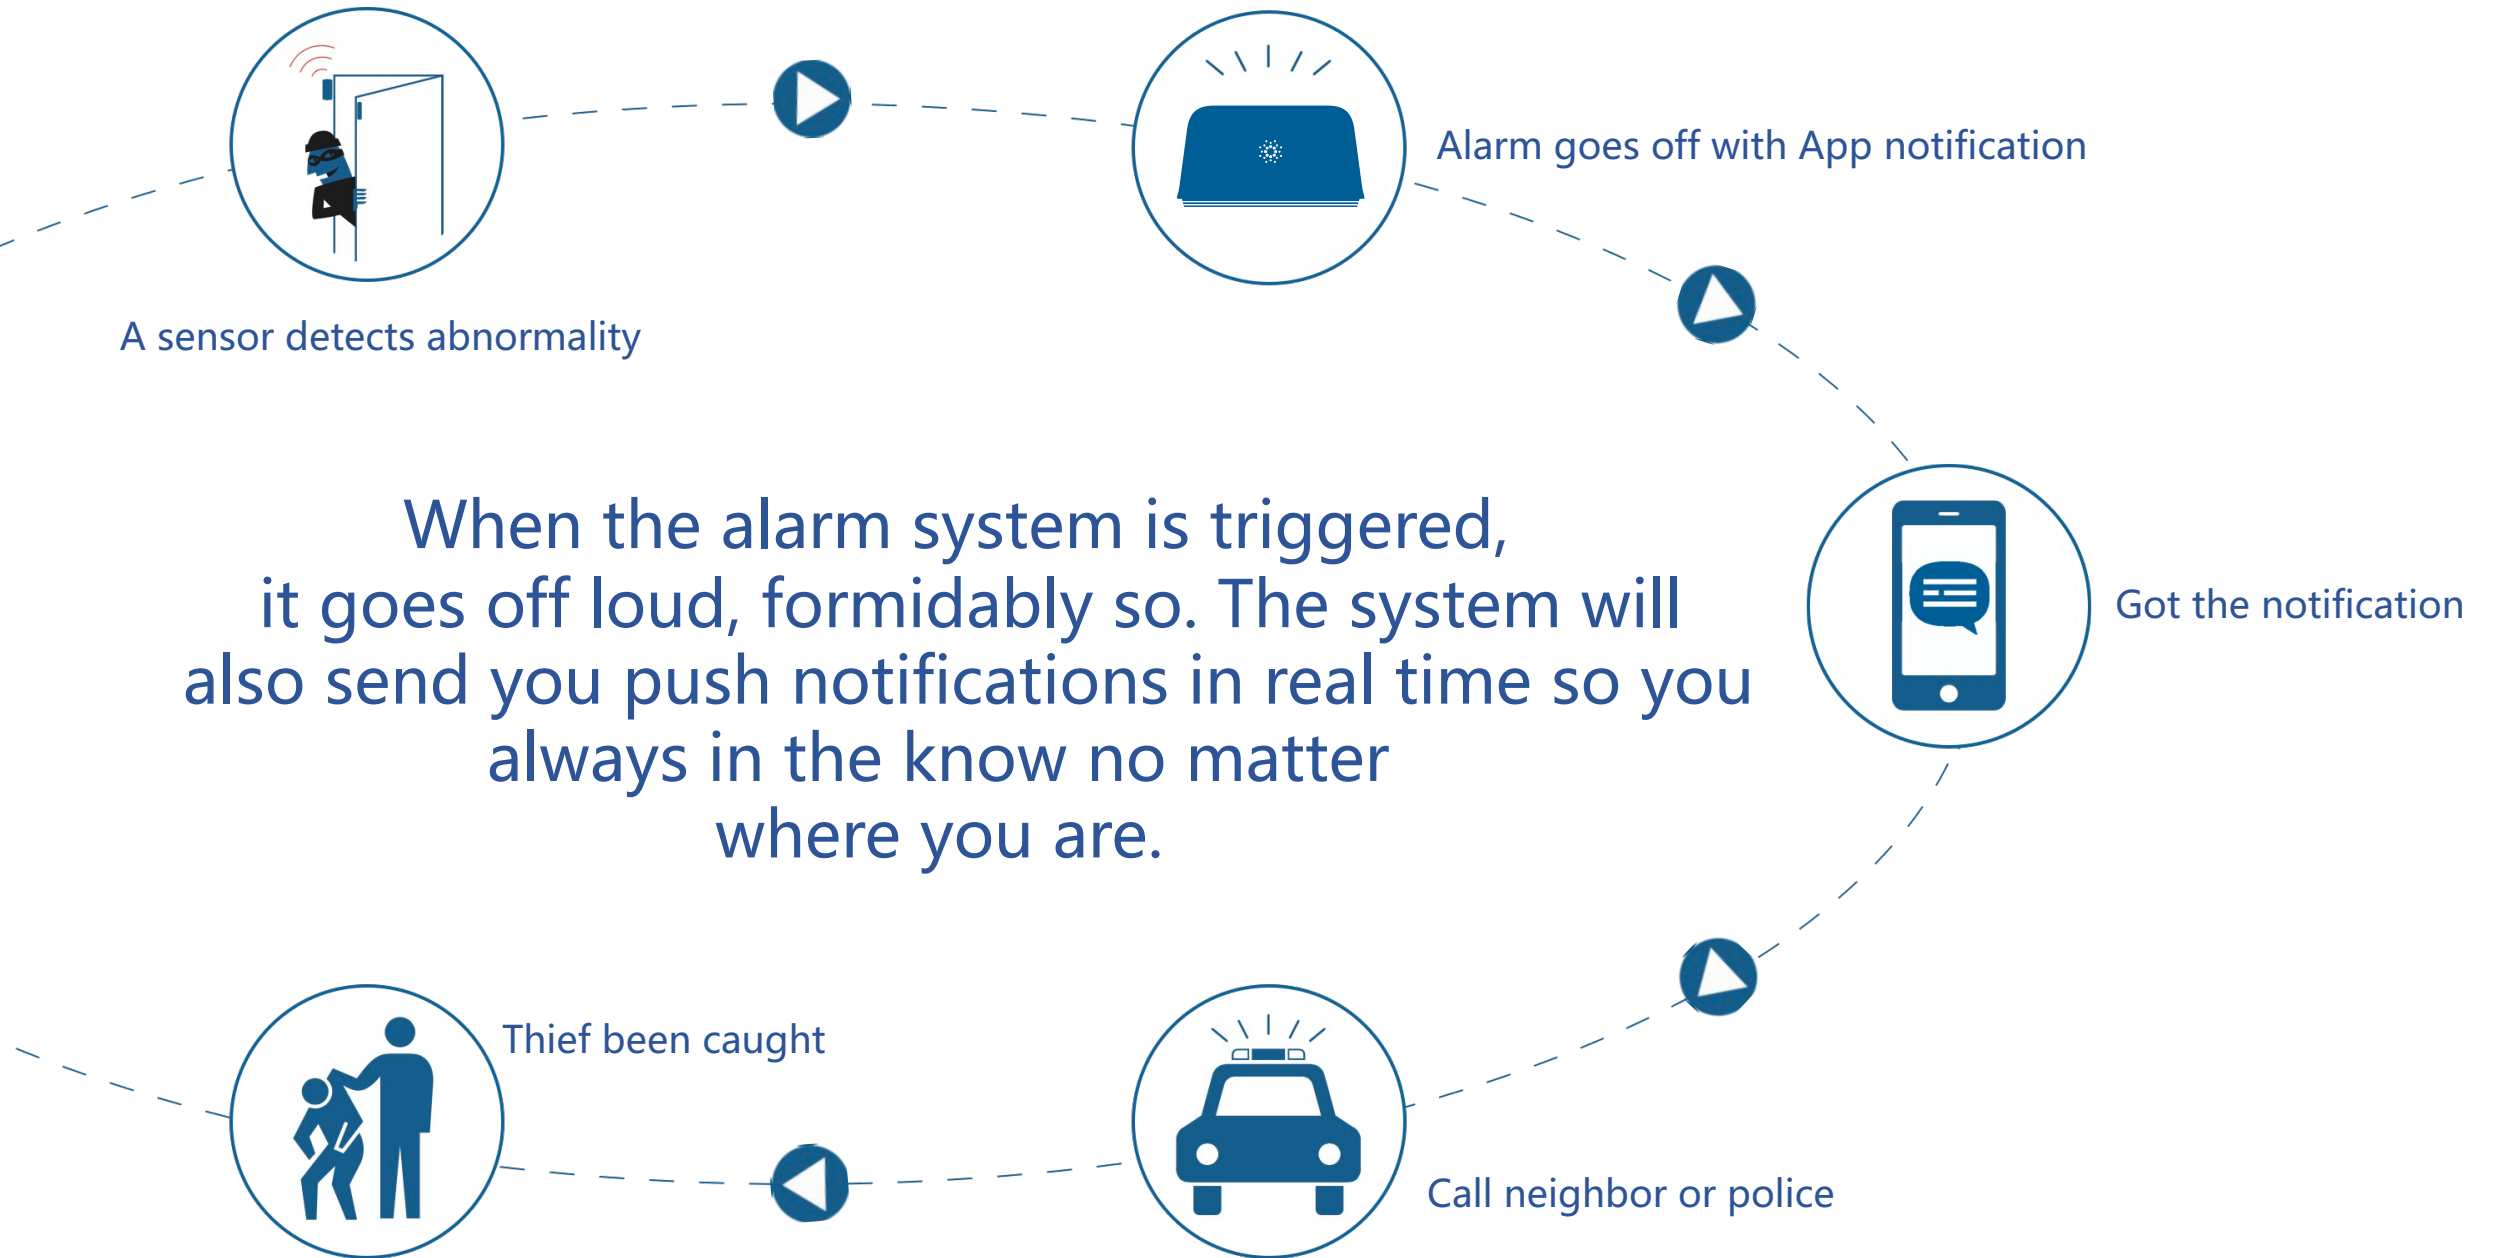 A sensor detects abnormality
Alarm goes off with App notification
When the alarm system is triggered,
it goes off loud, formidably so. The system will
also send you push notifications in real time so you
always in the know no matter
where you are.
Got the notification
Call neighbor or police
Thief been caught